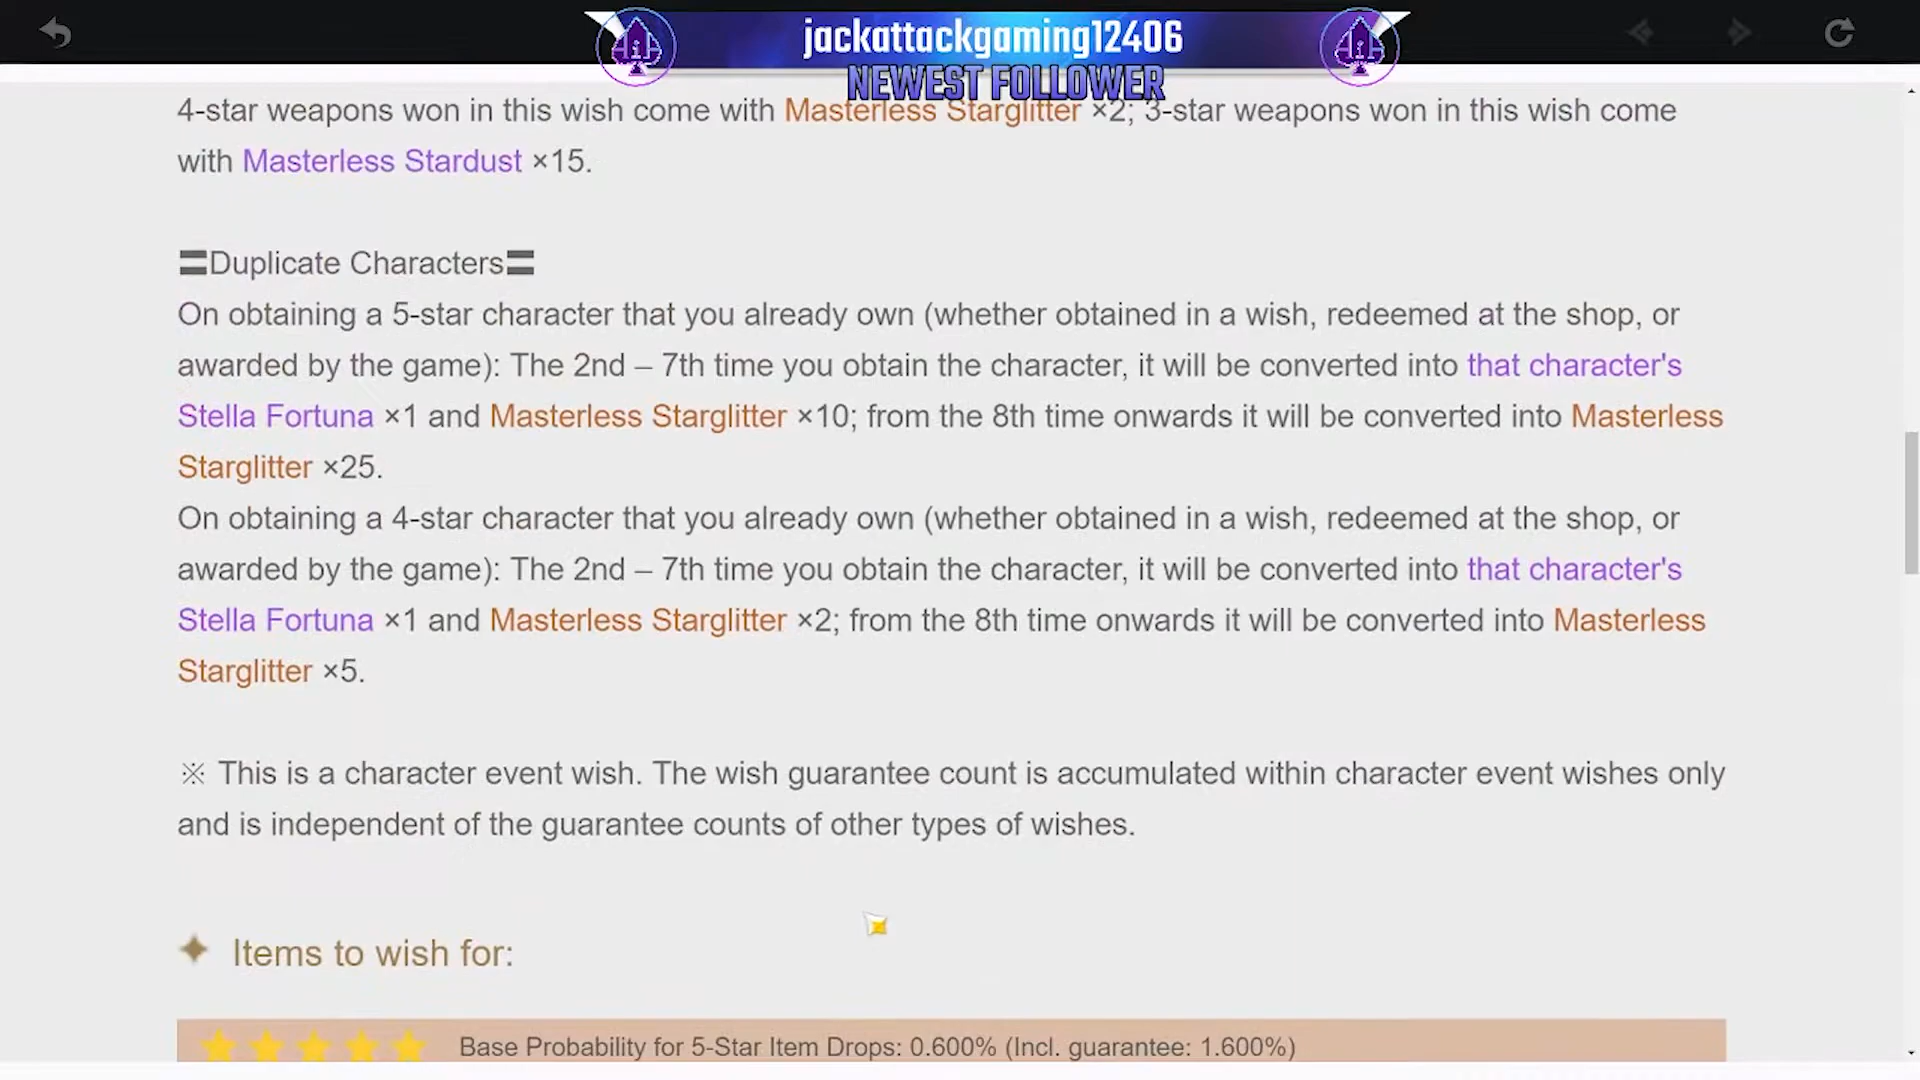 jackattackgaming12406
NEWEST FOLLOWER
4-star weapons won in this wish come with Masterless Starglitter ×2; 3-star weapons won in this wish come
with Masterless Stardust ×15.
〓Duplicate Characters〓
On obtaining a 5-star character that you already own (whether obtained in a wish, redeemed at the shop, or
awarded by the game): The 2nd – 7th time you obtain the character, it will be converted into that character's
Stella Fortuna ×1 and Masterless Starglitter ×10; from the 8th time onwards it will be converted into Masterless
Starglitter ×25.
On obtaining a 4-star character that you already own (whether obtained in a wish, redeemed at the shop, or
awarded by the game): The 2nd – 7th time you obtain the character, it will be converted into that character's
Stella Fortuna ×1 and Masterless Starglitter ×2; from the 8th time onwards it will be converted into Masterless
Starglitter ×5.
※ This is a character event wish. The wish guarantee count is accumulated within character event wishes only
and is independent of the guarantee counts of other types of wishes.
Items to wish for:
Base Probability for 5-Star Item Drops: 0.600% (Incl. guarantee: 1.600%)